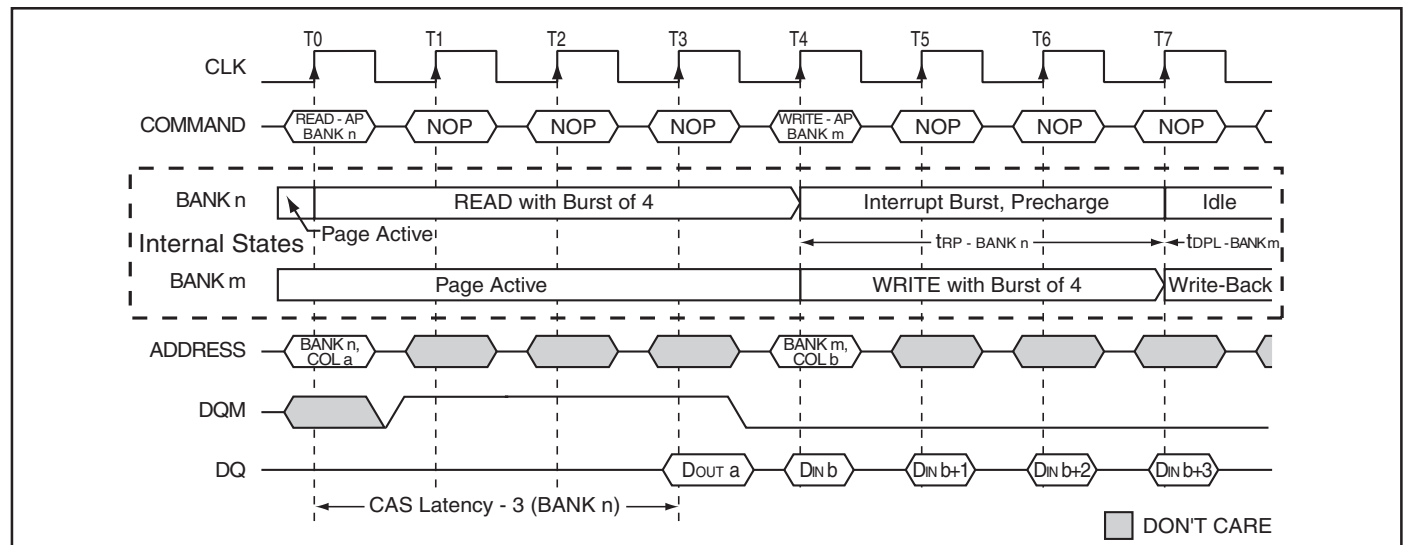 T0 T1 T2 T3 T4 T5 T6 T7
CLK
COMMAND READ - AP BANK n NOP NOP NOP WRITE - AP BANK m NOP NOP NOP
BANK n READ with Burst of 4 Interrupt Burst, Precharge Idle
Page Active
Internal States
tRP - BANK n tDPL - BANK m
BANK m Page Active WRITE with Burst of 4 Write-Back
ADDRESS BANK n, COL a BANK m, COL b
DQM
DQ DOUT a DIN b DIN b+1 DIN b+2 DIN b+3
CAS Latency - 3 (BANK n)
DON'T CARE